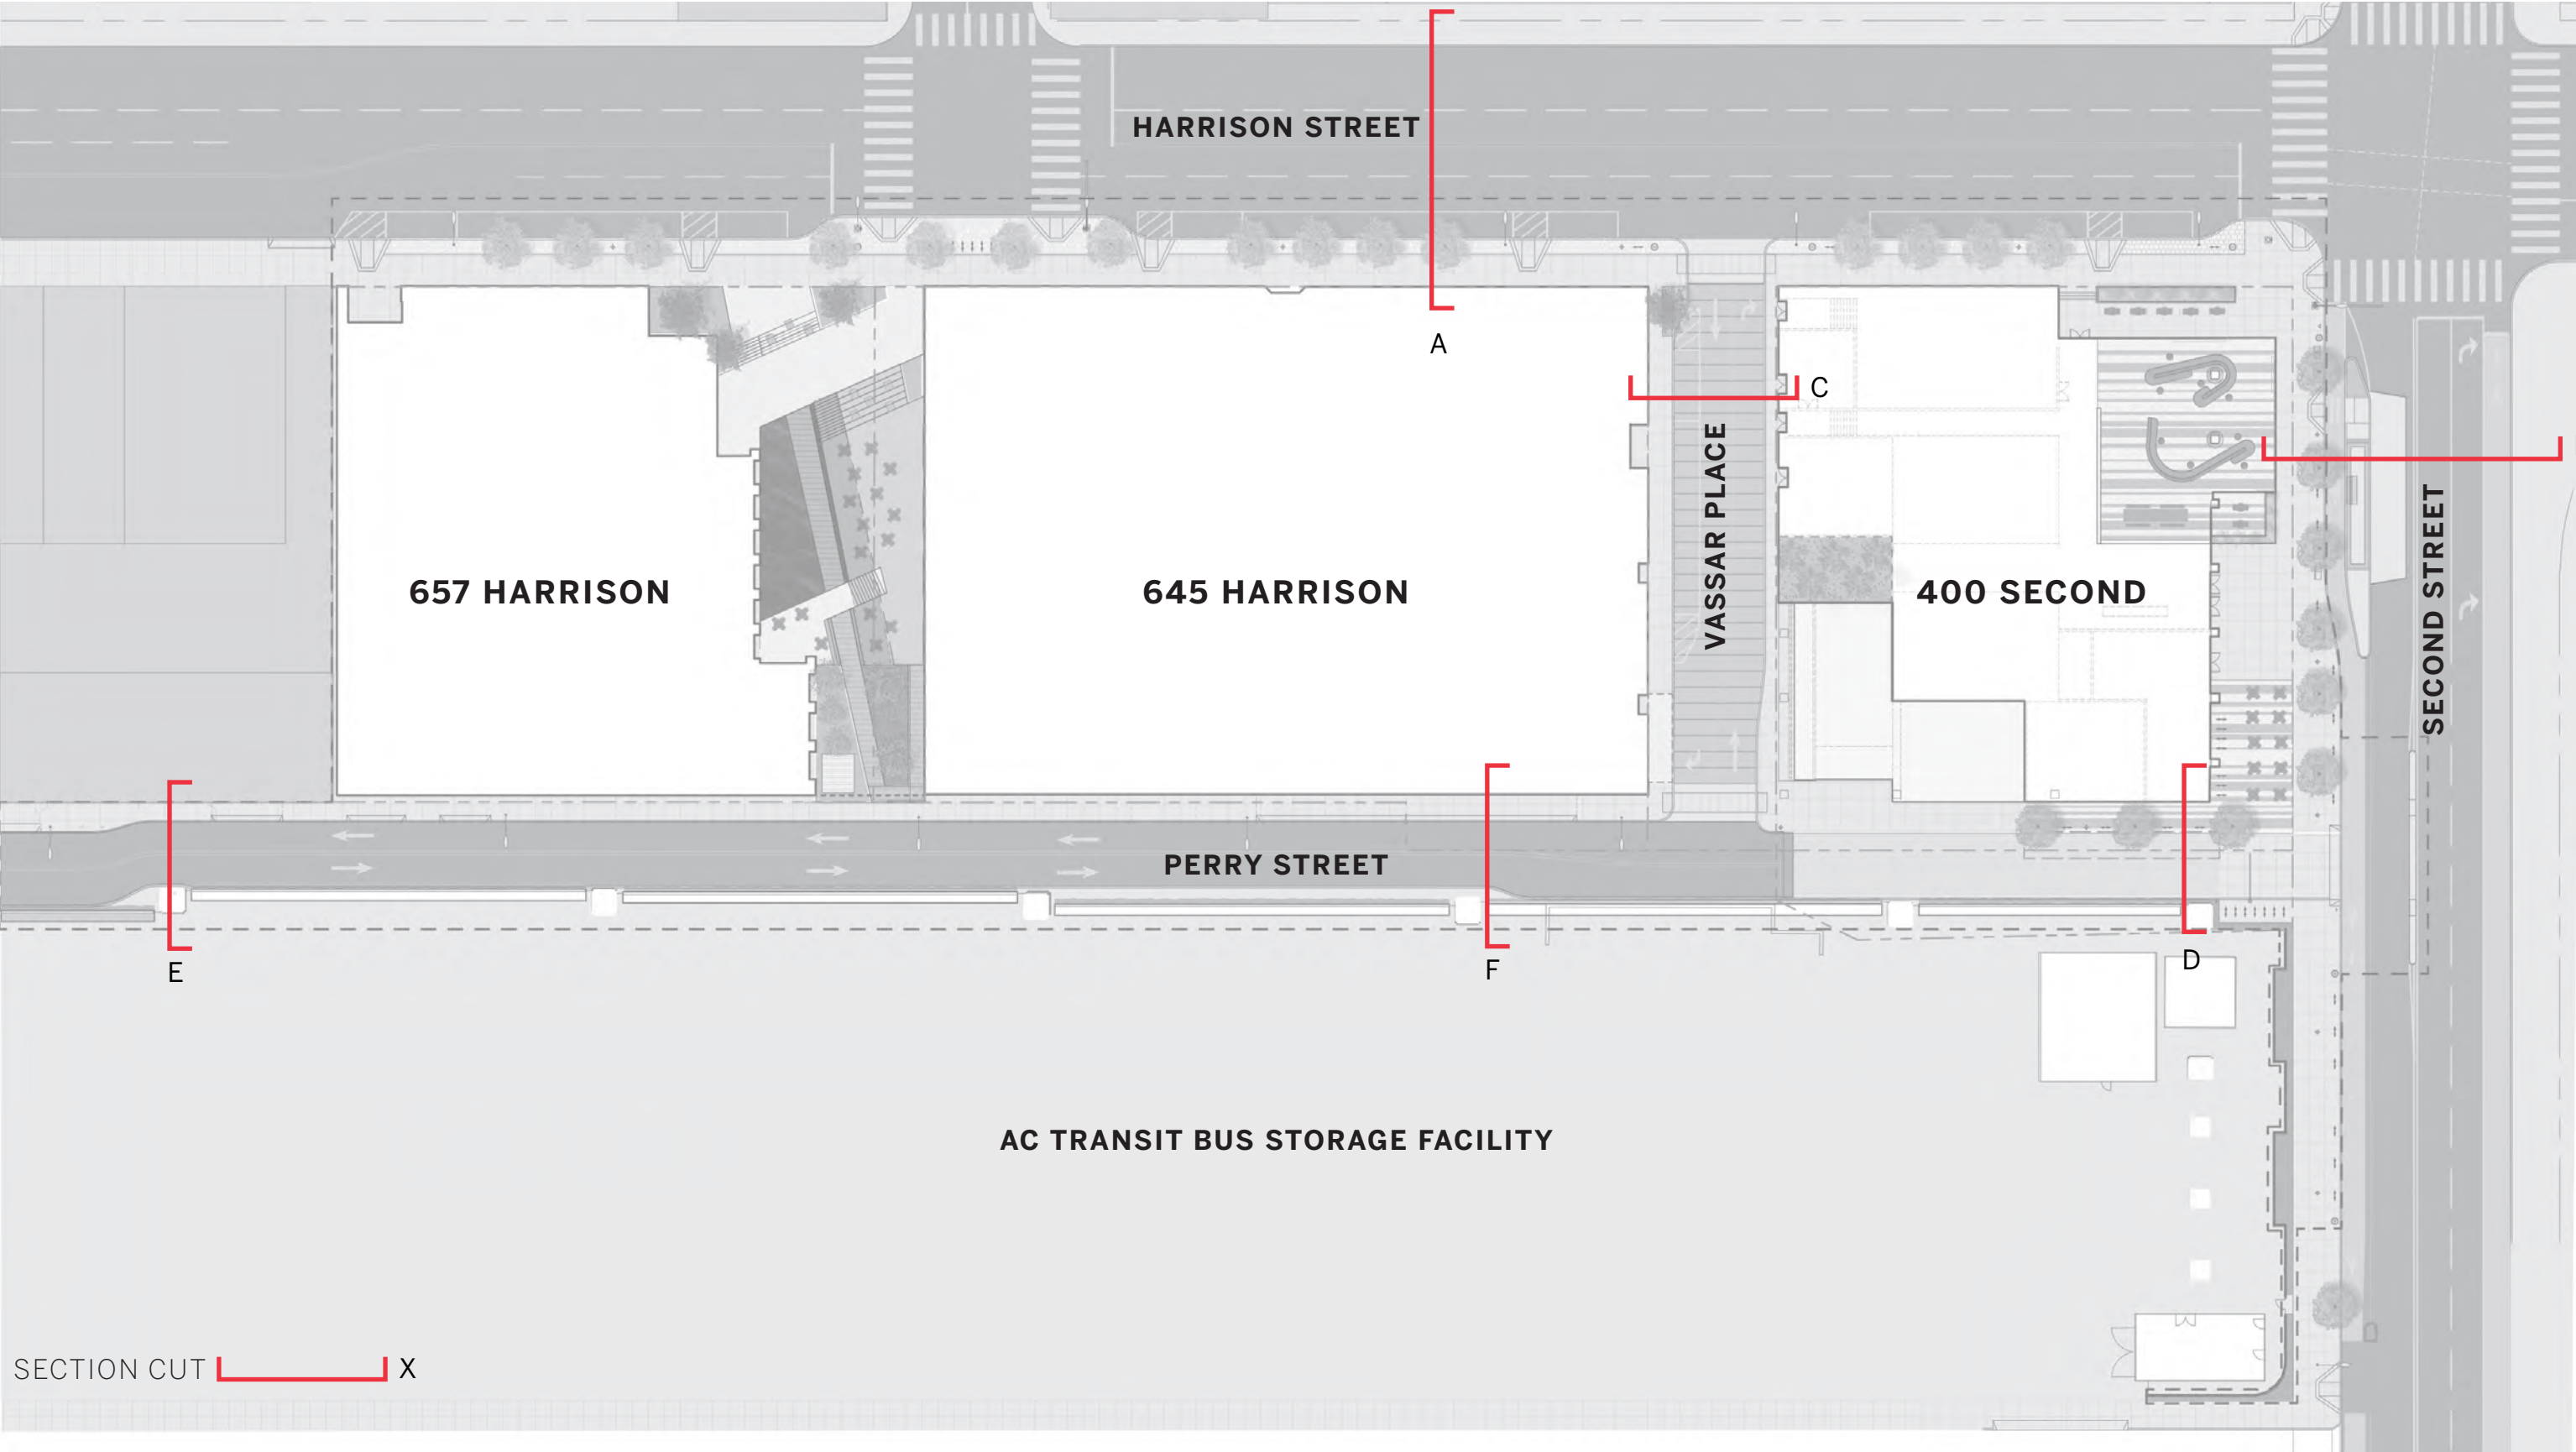 HARRISON STREET
A
C
VASSAR PLACE
SECOND STREET
657 HARRISON
645 HARRISON
400 SECOND
PERRY STREET
E
F
D
AC TRANSIT BUS STORAGE FACILITY
SECTION CUT X